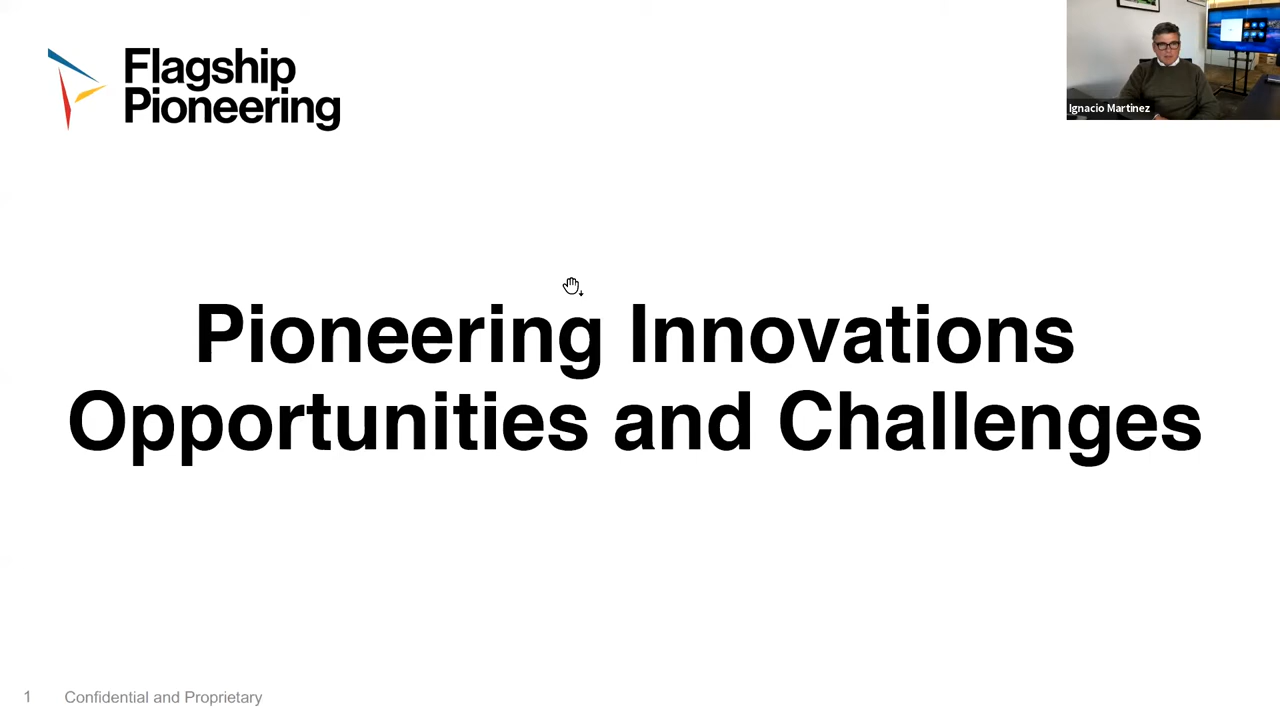 Flagship
Pioneering
Ignacio Martinez
Pioneering Innovations
Opportunities and Challenges
1 Confidential and Proprietary